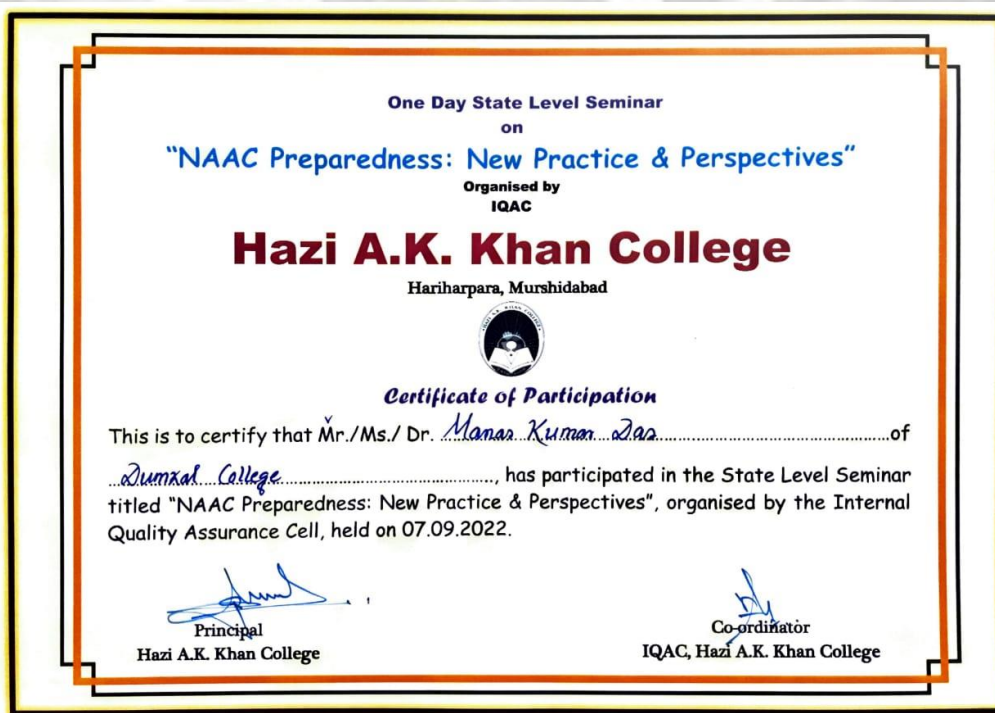 One Day State Level Seminar
on
"NAAC Preparedness: New Practice & Perspectives"
Organised by
IQAC
Hazi A.K. Khan College
Hariharpara, Murshidabad
HAZI A.K. KHAN COLLEGE
Certificate of Participation
This is to certify that Mr./Ms./ Dr. Manas Kumar Das of
Dumkal College, has participated in the State Level Seminar
titled "NAAC Preparedness: New Practice & Perspectives", organised by the Internal
Quality Assurance Cell, held on 07.09.2022.
Principal
Hazi A.K. Khan College
Co-ordinator
IQAC, Hazi A.K. Khan College